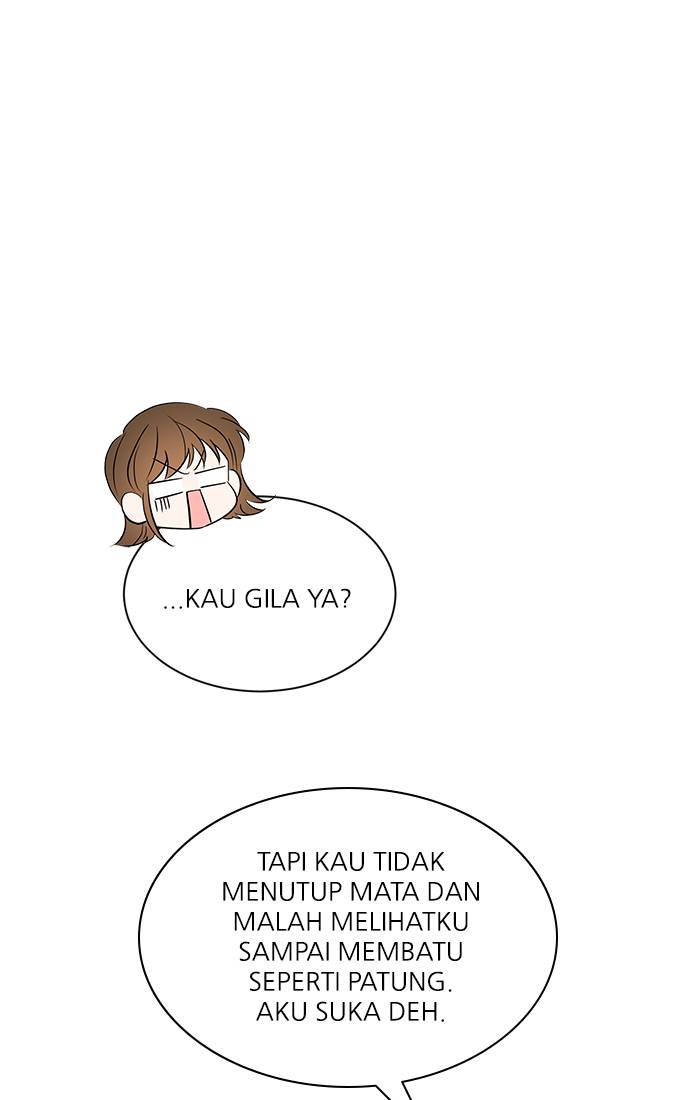 ...KAU GILA YA?
TAPI KAU TIDAK
MENUTUP MATA DAN
MALAH MELIHATKU
SAMPAI MEMBATU
SEPERTI PATUNG.
AKU SUKA DEH.